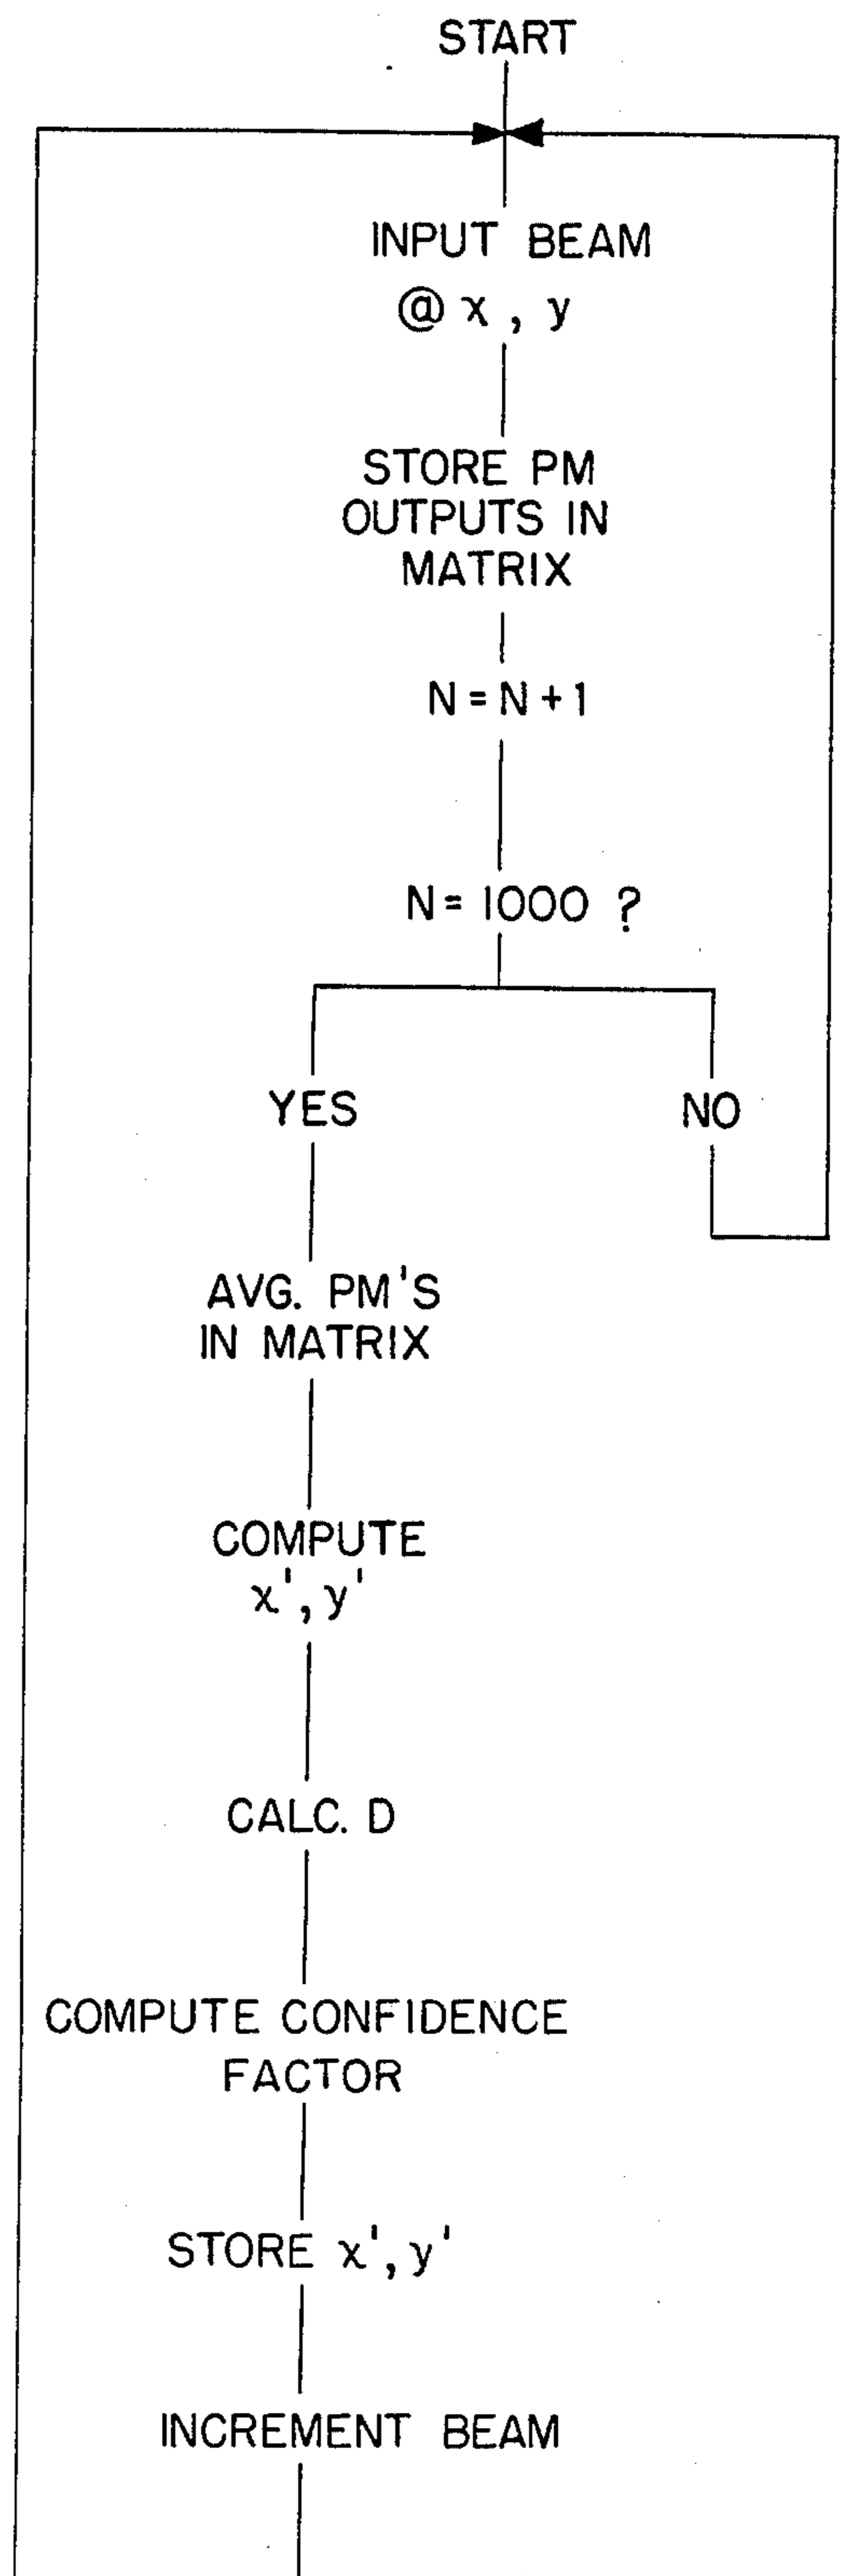 START
INPUT BEAM
@ x , y
STORE PM
OUTPUTS IN
MATRIX
N = N + 1
N = 1000 ?
YES
NO
AVG. PM'S
IN MATRIX
COMPUTE
x', y'
CALC. D
COMPUTE CONFIDENCE
FACTOR
STORE x', y'
INCREMENT BEAM